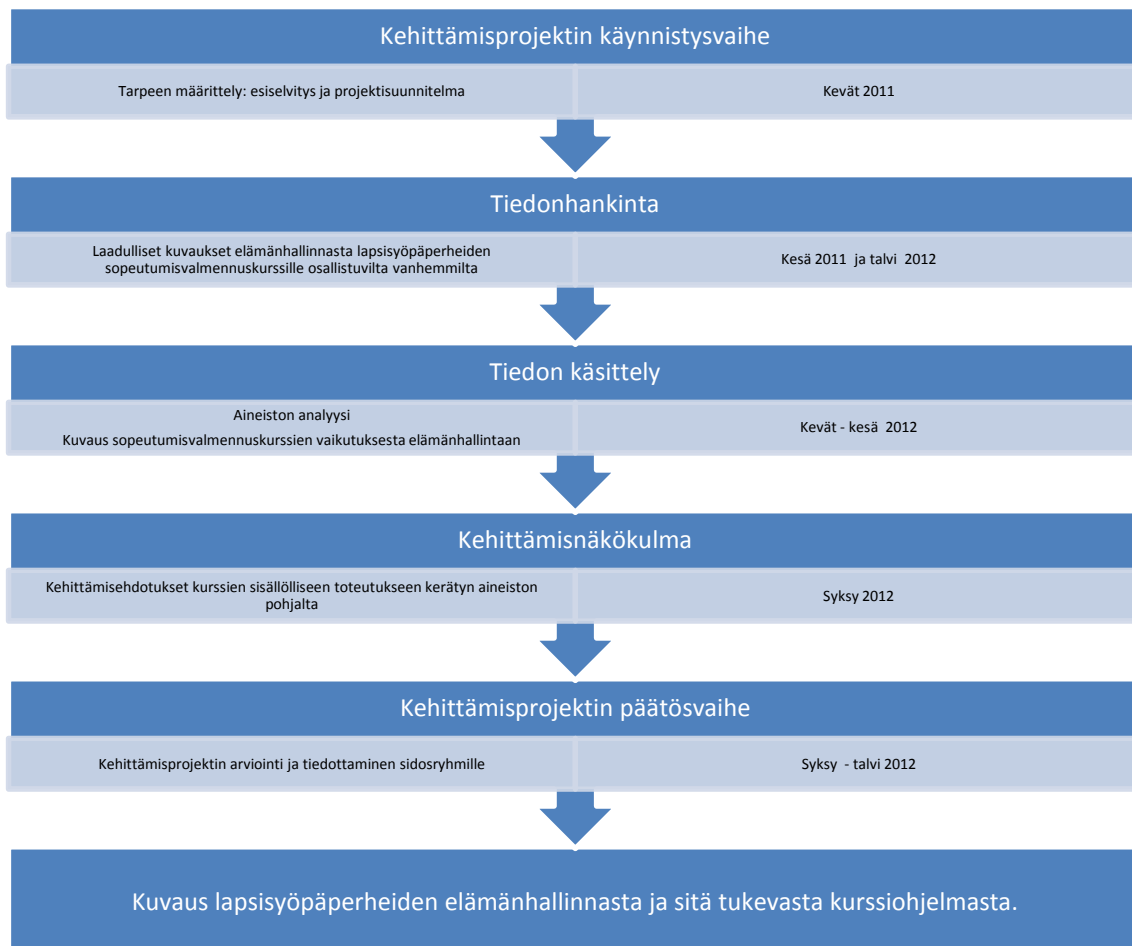 Kehittämisprojektin käynnistysvaihe
Tarpeen määrittely: esiselvitys ja projektisuunnitelma
Kevät 2011
Tiedonhankinta
Laadulliset kuvaukset elämänhallinnasta lapsisyöpäperheiden
sopeutumisvalmennuskurssille osallistuvilta vanhemmilta
Kesä 2011 ja talvi 2012
Tiedon käsittely
Aineiston analyysi
Kuvaus sopeutumisvalmennuskurssien vaikutuksesta elämänhallintaan
Kevät - kesä 2012
Kehittämisnäkökulma
Kehittämisehdotukset kurssien sisällölliseen toteutukseen kerätyn aineiston
pohjalta
Syksy 2012
Kehittämisprojektin päätösvaihe
Kehittämisprojektin arviointi ja tiedottaminen sidosryhmille
Syksy - talvi 2012
Kuvaus lapsisyöpäperheiden elämänhallinnasta ja sitä tukevasta kurssiohjelmasta.